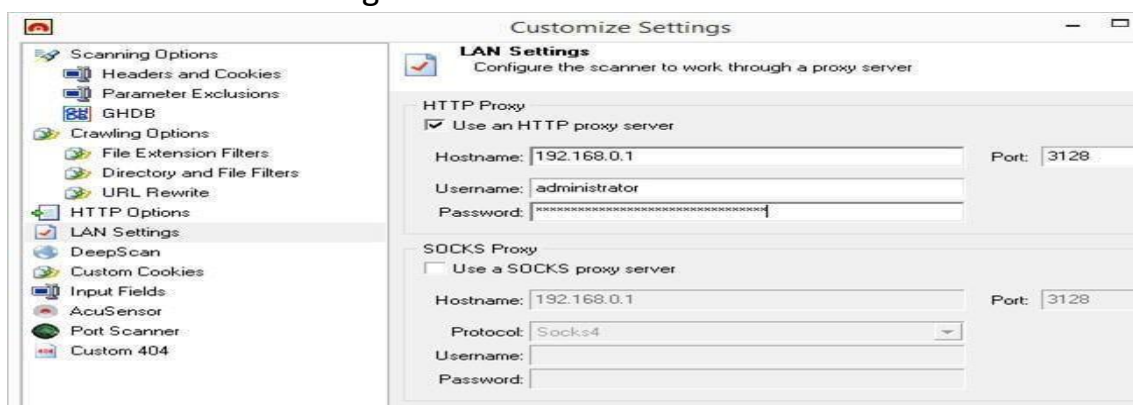 Customize Settings
Scanning Options
Headers and Cookies
Parameter Exclusions
GHDB
Crawling Options
File Extension Filters
Directory and File Filters
URL Rewrite
HTTP Options
LAN Settings
DeepScan
Custom Cookies
Input Fields
AcuSensor
Port Scanner
Custom 404
LAN Settings
Configure the scanner to work through a proxy server
HTTP Proxy
Use an HTTP proxy server
Hostname: 192.168.0.1 Port: 3128
Username: administrator
Password:
SOCKS Proxy
Use a SOCKS proxy server
Hostname: 192.168.0.1 Port: 3128
Protocol: Socks4
Username:
Password: